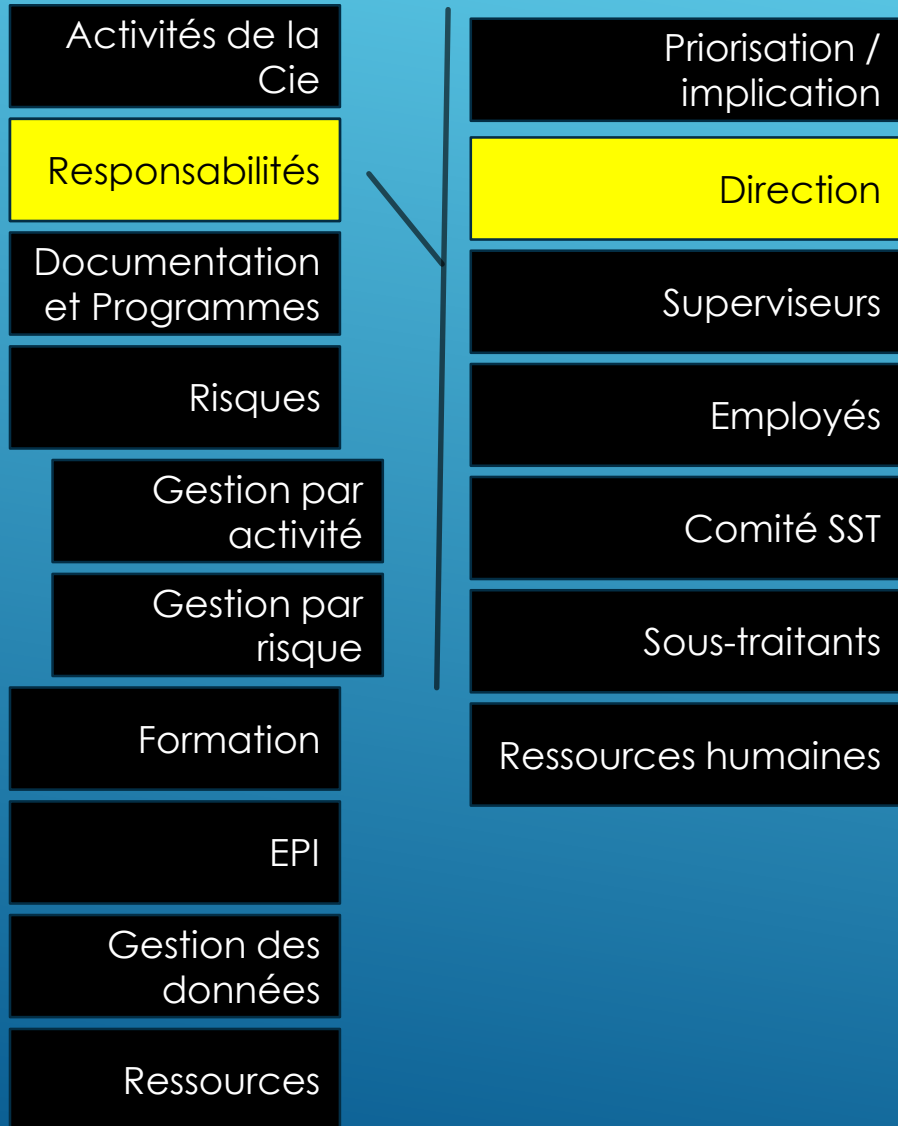 Activités de la
Cie
Responsabilités
Documentation
et Programmes
Risques
Gestion par
activité
Gestion par
risque
Formation
EPI
Gestion des
données
Ressources
Priorisation /
implication
Direction
Superviseurs
Employés
Comité SST
Sous-traitants
Ressources humaines